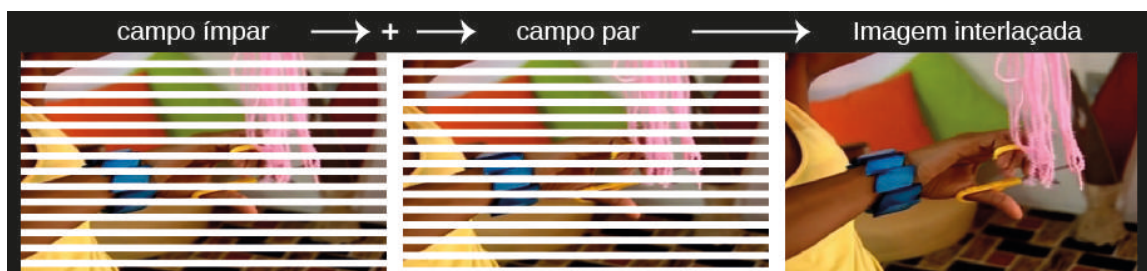 campo ímpar → + → campo par → Imagem interlaçada